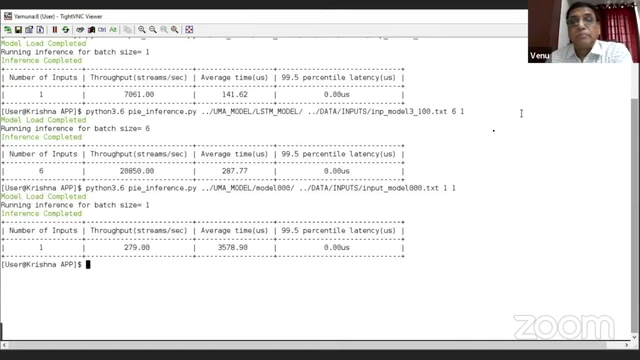 Yamuna:8 (User) - TightVNC Viewer
Model Load Completed
Running inference for batch size= 1
Inference Completed
| Number of Inputs | Throughput(streams/sec) | Average time(us) | 99.5 percentile latency(us) |
| 1 | 7061.00 | 141.62 | 0.00us |
[User@Krishna APP]$ python3.6 pie_inference.py ../UMA_MODEL/LSTM_MODEL/ ../DATA/INPUTS/inp_model3_100.txt 6 1
Model Load Completed
Running inference for batch size= 6
Inference Completed
| Number of Inputs | Throughput(streams/sec) | Average time(us) | 99.5 percentile latency(us) |
| 6 | 20850.00 | 287.77 | 0.00us |
[User@Krishna APP]$ python3.6 pie_inference.py ../UMA_MODEL/model000/ ../DATA/INPUTS/input_model000.txt 1 1
Model Load Completed
Running inference for batch size= 1
Inference Completed
| Number of Inputs | Throughput(streams/sec) | Average time(us) | 99.5 percentile latency(us) |
| 1 | 279.00 | 3578.90 | 0.00us |
[User@Krishna APP]$
Venu
zoom